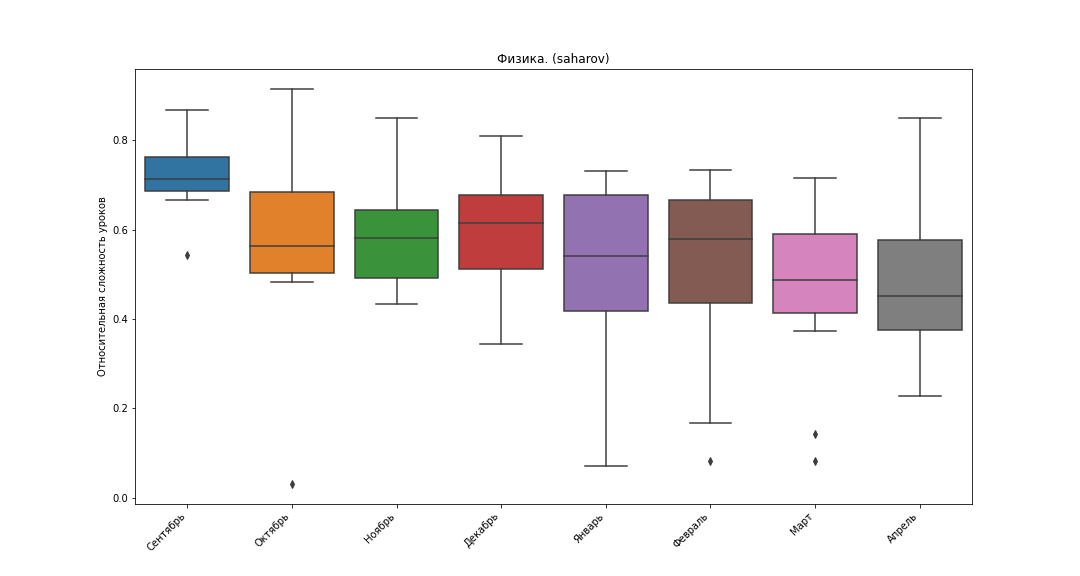 Физика. (saharov)
Относительная сложность уроков
0.8
0.6
0.4
0.2
0.0
Сентябрь
Октябрь
Ноябрь
Декабрь
Январь
Февраль
Март
Апрель